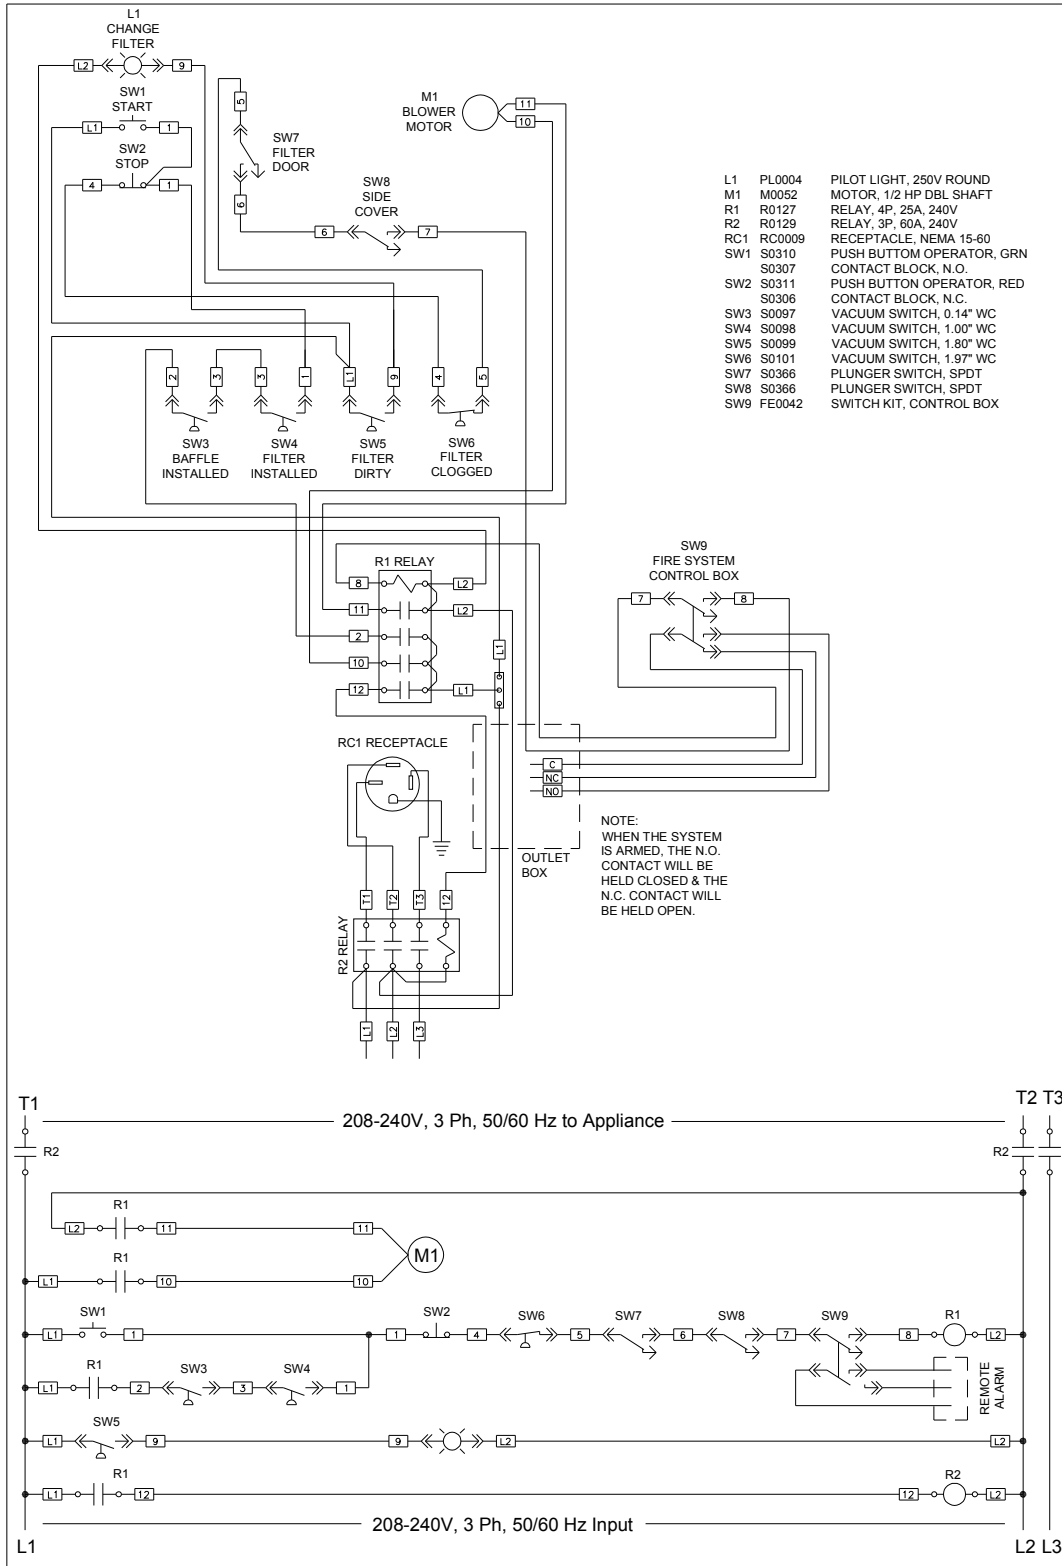 L1
CHANGE
FILTER
L2
9
SW1
START
L1
1
SW2
STOP
4
1
5
SW7
FILTER
DOOR
6
SW8
SIDE
COVER
6
7
M1
BLOWER
MOTOR
11
10
L1 PL0004 PILOT LIGHT, 250V ROUND
M1 M0052 MOTOR, 1/2 HP DBL SHAFT
R1 R0127 RELAY, 4P, 25A, 240V
R2 R0129 RELAY, 3P, 60A, 240V
RC1 RC0009 RECEPTACLE, NEMA 15-60
SW1 S0310 PUSH BUTTOM OPERATOR, GRN
S0307 CONTACT BLOCK, N.O.
SW2 S0311 PUSH BUTTON OPERATOR, RED
S0306 CONTACT BLOCK, N.C.
SW3 S0097 VACUUM SWITCH, 0.14" WC
SW4 S0098 VACUUM SWITCH, 1.00" WC
SW5 S0099 VACUUM SWITCH, 1.80" WC
SW6 S0101 VACUUM SWITCH, 1.97" WC
SW7 S0366 PLUNGER SWITCH, SPDT
SW8 S0366 PLUNGER SWITCH, SPDT
SW9 FE0042 SWITCH KIT, CONTROL BOX
2 3 3 1 L1 9 4 5
SW3
BAFFLE
INSTALLED
SW4
FILTER
INSTALLED
SW5
FILTER
DIRTY
SW6
FILTER
CLOGGED
R1 RELAY
8 L2
11 L2
2
10
12 L1
L1
SW9
FIRE SYSTEM
CONTROL BOX
7 8
RC1 RECEPTACLE
C
NC
NO
OUTLET
BOX
NOTE:
WHEN THE SYSTEM
IS ARMED, THE N.O.
CONTACT WILL BE
HELD CLOSED & THE
N.C. CONTACT WILL
BE HELD OPEN.
T1 T2 T3 12
R2 RELAY
L1 L2 L3
T1 208-240V, 3 Ph, 50/60 Hz to Appliance T2 T3
R2 R2
R1
L2 11 11
M1
R1
L1 10 10
SW1 SW2 SW6 SW7 SW8 SW9 R1
L1 1 1 4 5 6 7 8 L2
R1 SW3 SW4
L1 2 3 1
REMOTE
ALARM
SW5
L1 9 9 L2 L2
R1 R2
L1 12 12 L2
L1 208-240V, 3 Ph, 50/60 Hz Input L2 L3